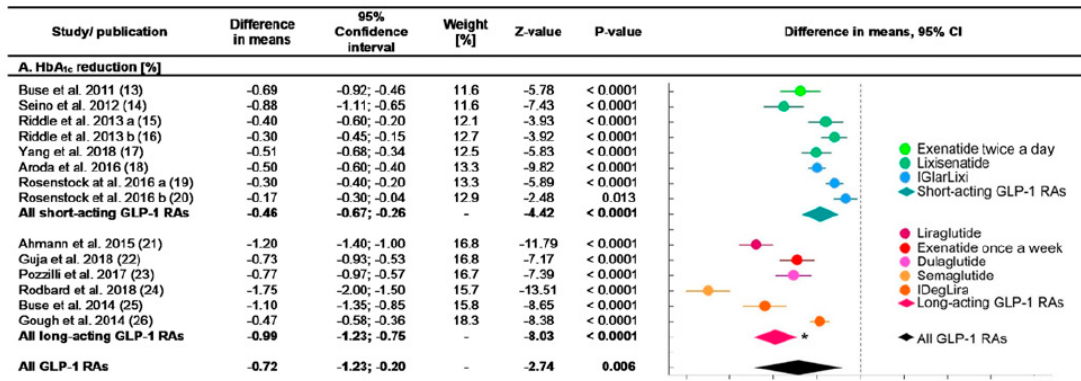 Study/ publication Difference in means 95% Confidence interval Weight [%] Z-value P-value Difference in means, 95% CI
A. HbA1c reduction [%]
Buse et al. 2011 (13) -0.69 -0.92; -0.46 11.6 -5.78 < 0.0001
Seino et al. 2012 (14) -0.88 -1.11; -0.65 11.6 -7.43 < 0.0001
Riddle et al. 2013 a (15) -0.40 -0.60; -0.20 12.1 -3.93 < 0.0001
Riddle et al. 2013 b (16) -0.30 -0.45; -0.15 12.7 -3.92 < 0.0001
Yang et al. 2018 (17) -0.51 -0.68; -0.34 12.5 -5.83 < 0.0001
Aroda et al. 2016 (18) -0.50 -0.60; -0.40 13.3 -9.82 < 0.0001
Rosenstock at al. 2016 a (19) -0.30 -0.40; -0.20 13.3 -5.89 < 0.0001
Rosenstock et al. 2016 b (20) -0.17 -0.30; -0.04 12.9 -2.48 0.013
All short-acting GLP-1 RAs -0.46 -0.67; -0.26 - -4.42 < 0.0001
Exenatide twice a day
Lixisenatide
IGlarLixi
Short-acting GLP-1 RAs
Ahmann et al. 2015 (21) -1.20 -1.40; -1.00 16.8 -11.79 < 0.0001
Guja et al. 2018 (22) -0.73 -0.93; -0.53 16.8 -7.17 < 0.0001
Pozzilli et al. 2017 (23) -0.77 -0.97; -0.57 16.7 -7.39 < 0.0001
Rodbard et al. 2018 (24) -1.75 -2.00; -1.50 15.7 -13.51 < 0.0001
Buse et al. 2014 (25) -1.10 -1.35; -0.85 15.8 -8.65 < 0.0001
Gough et al. 2014 (26) -0.47 -0.58; -0.36 18.3 -8.38 < 0.0001
All long-acting GLP-1 RAs -0.99 -1.23; -0.75 - -8.03 < 0.0001 *
Liraglutide
Exenatide once a week
Dulaglutide
Semaglutide
IDegLira
Long-acting GLP-1 RAs
All GLP-1 RAs
All GLP-1 RAs -0.72 -1.23; -0.20 - -2.74 0.006